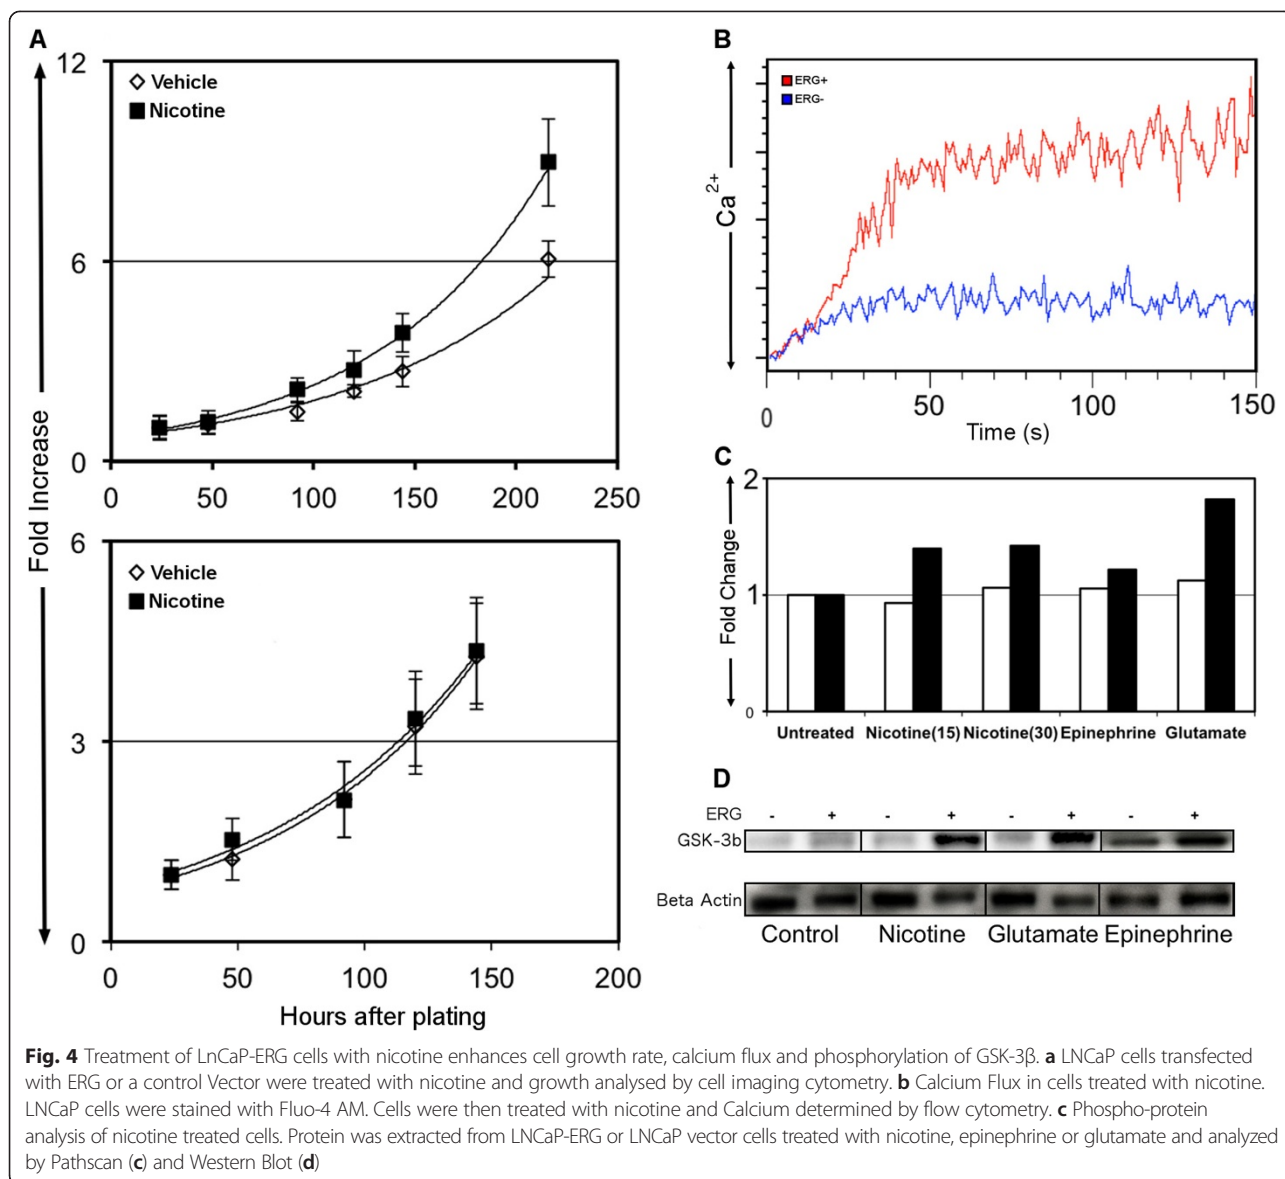 A
12
Vehicle
Nicotine
6
0
0 50 100 150 200 250
6
Vehicle
Nicotine
3
0
0 50 100 150 200
Fold Increase
Hours after plating
B
ERG+
ERG-
Ca2+
0 50 100 150
Time (s)
C
2
1
0
Fold Change
Untreated Nicotine(15) Nicotine(30) Epinephrine Glutamate
D
ERG - + - + - + - +
GSK-3b
Beta Actin
Control Nicotine Glutamate Epinephrine
Fig. 4 Treatment of LnCaP-ERG cells with nicotine enhances cell growth rate, calcium flux and phosphorylation of GSK-3β. a LNCaP cells transfected
with ERG or a control Vector were treated with nicotine and growth analysed by cell imaging cytometry. b Calcium Flux in cells treated with nicotine.
LNCaP cells were stained with Fluo-4 AM. Cells were then treated with nicotine and Calcium determined by flow cytometry. c Phospho-protein
analysis of nicotine treated cells. Protein was extracted from LNCaP-ERG or LNCaP vector cells treated with nicotine, epinephrine or glutamate and analyzed
by Pathscan (c) and Western Blot (d)